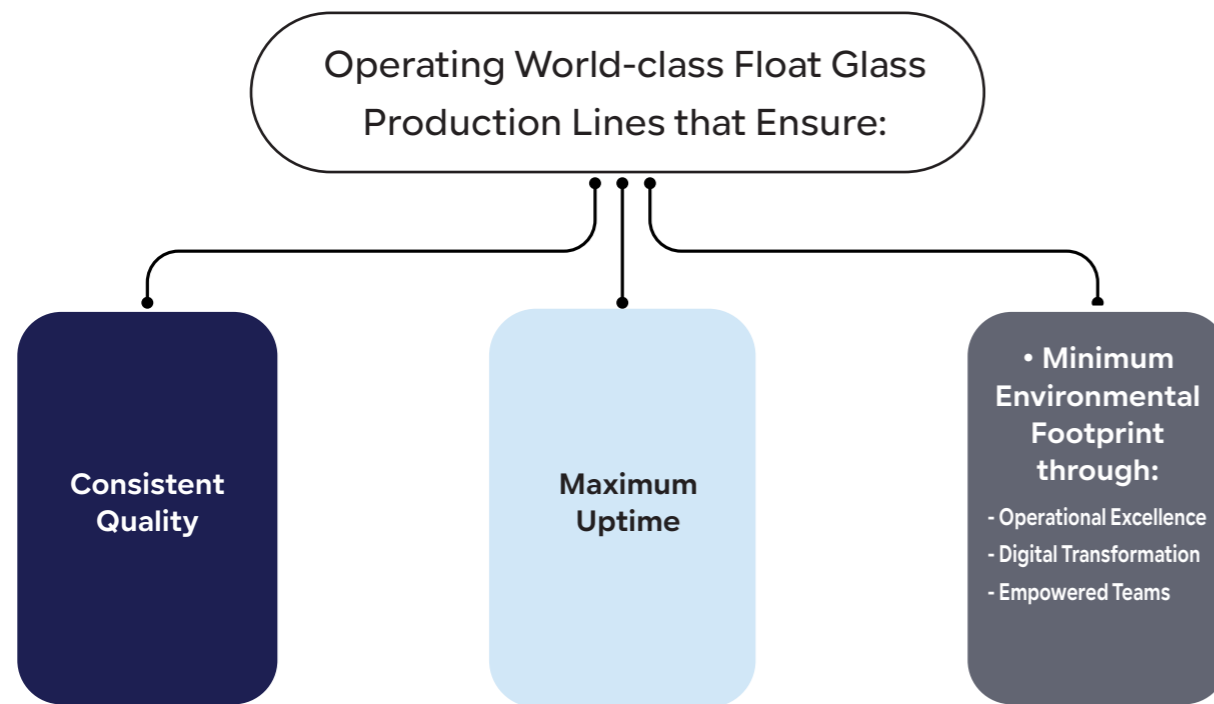 Operating World-class Float Glass
Production Lines that Ensure:
Consistent
Quality
Maximum
Uptime
• Minimum
Environmental
Footprint
through:
- Operational Excellence
- Digital Transformation
- Empowered Teams